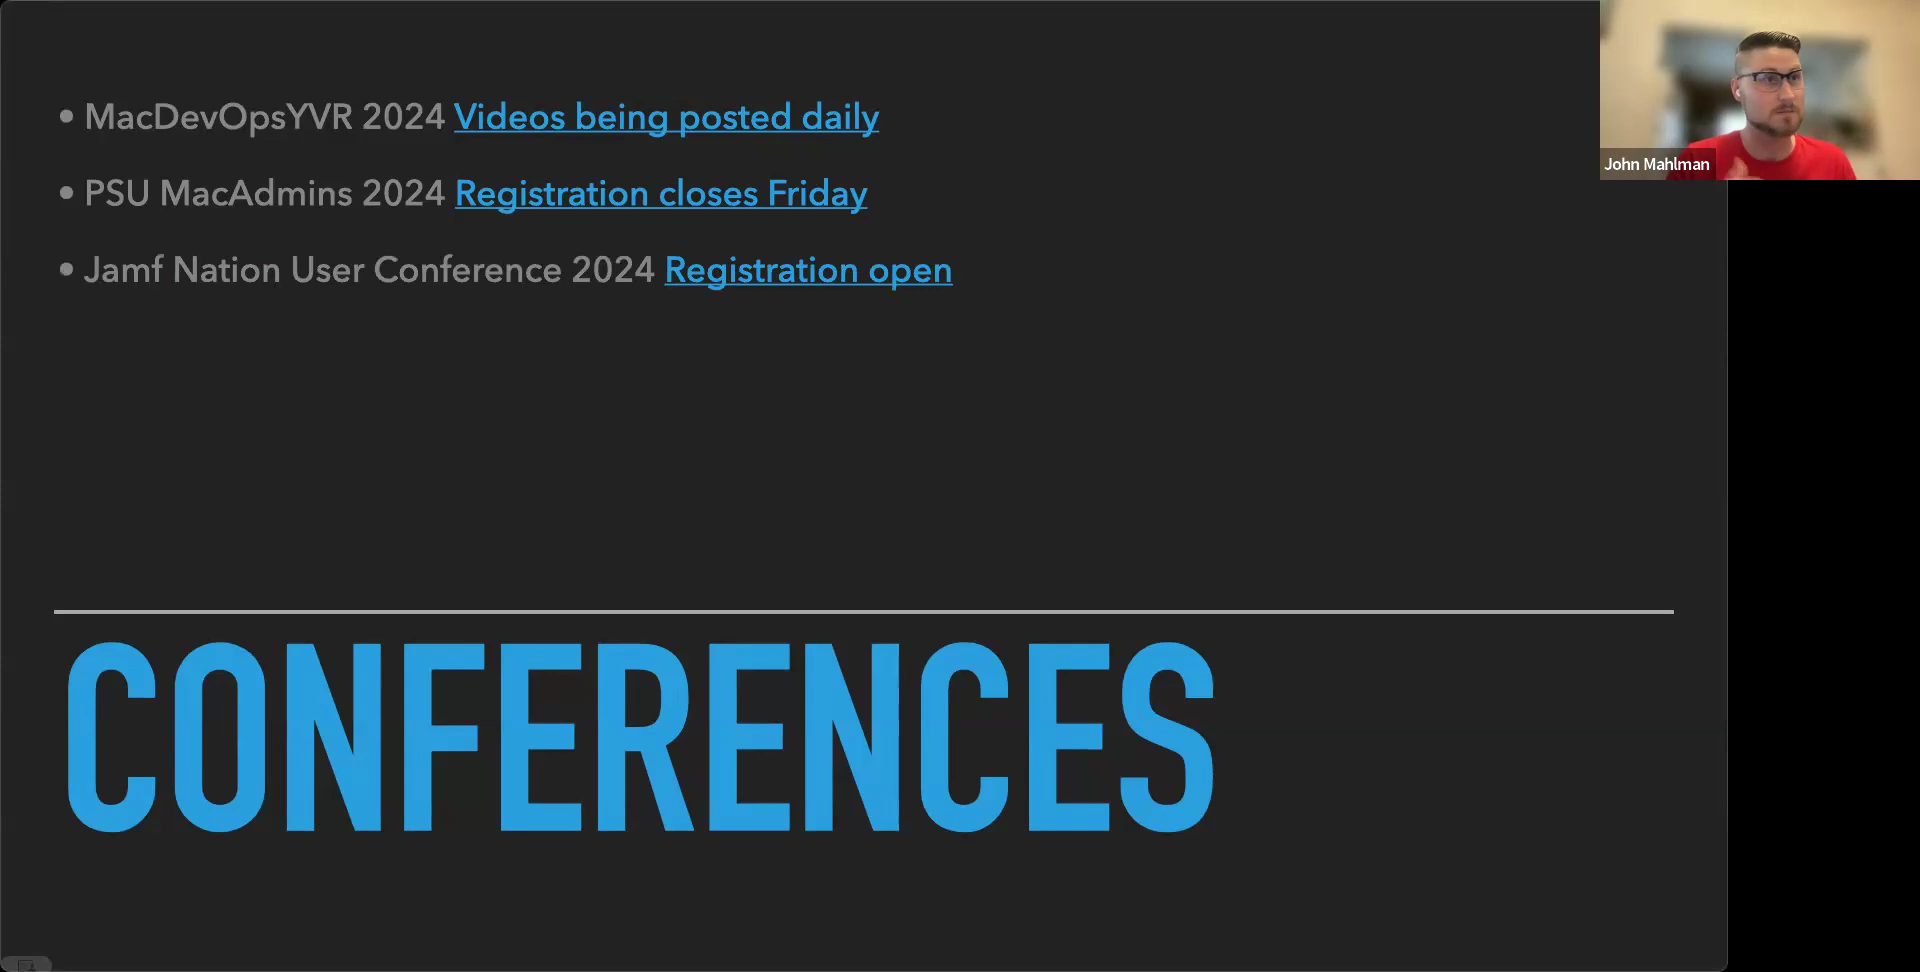 • MacDevOpsYVR 2024 Videos being posted daily
• PSU MacAdmins 2024 Registration closes Friday
• Jamf Nation User Conference 2024 Registration open
John Mahlman
CONFERENCES